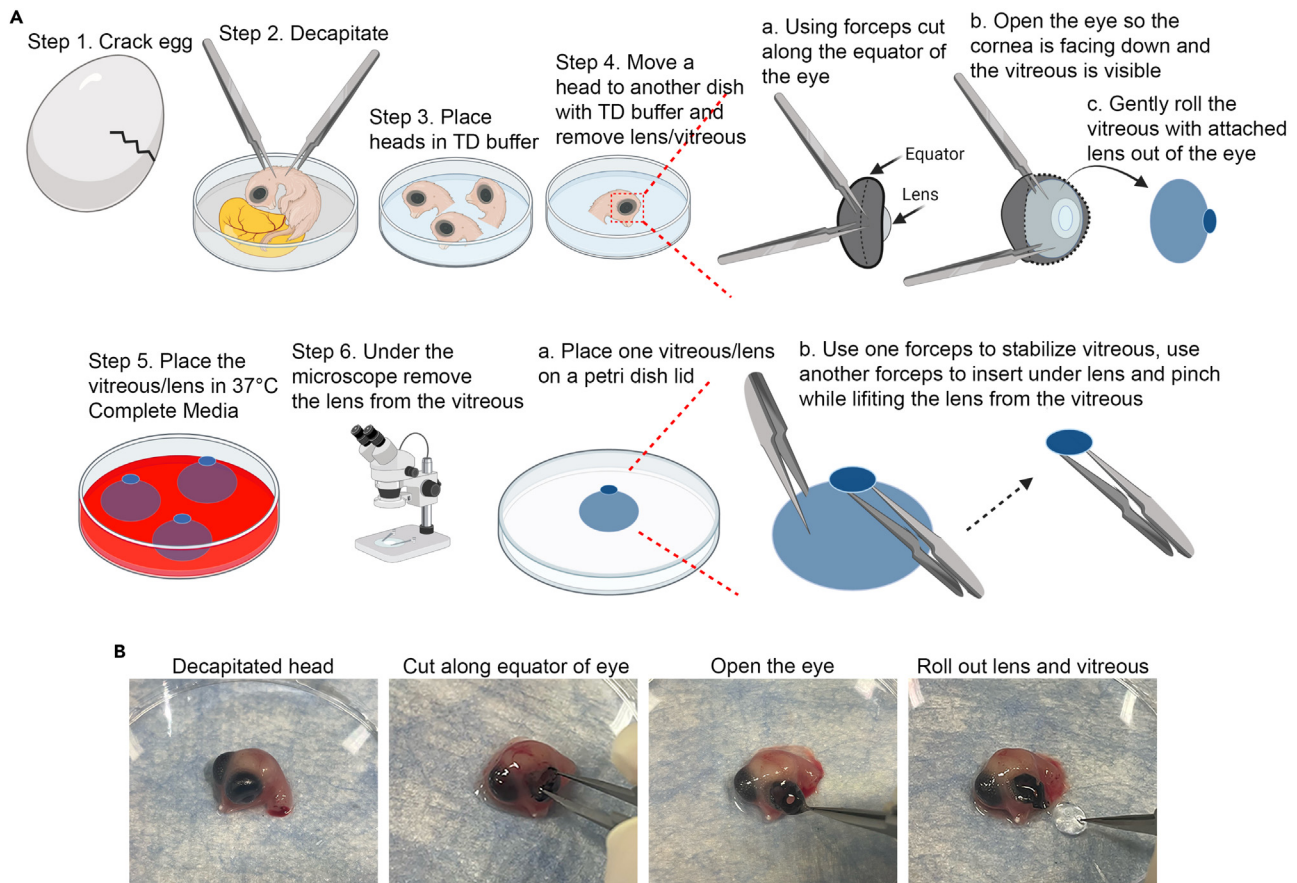 A
Step 1. Crack egg
Step 2. Decapitate
Step 3. Place
heads in TD buffer
Step 4. Move a
head to another dish
with TD buffer and
remove lens/vitreous
a. Using forceps cut
along the equator
of the eye
Equator
Lens
b. Open the eye so the
cornea is facing down and
the vitreous is visible
c. Gently roll the
vitreous with attached
lens out of the eye
Step 5. Place the
vitreous/lens in 37°C
Complete Media
Step 6. Under the
microscope remove
the lens from the vitreous
a. Place one vitreous/lens
on a petri dish lid
b. Use one forceps to stabilize vitreous, use
another forceps to insert under lens and pinch
while lifiting the lens from the vitreous
B
Decapitated head
Cut along equator of eye
Open the eye
Roll out lens and vitreous